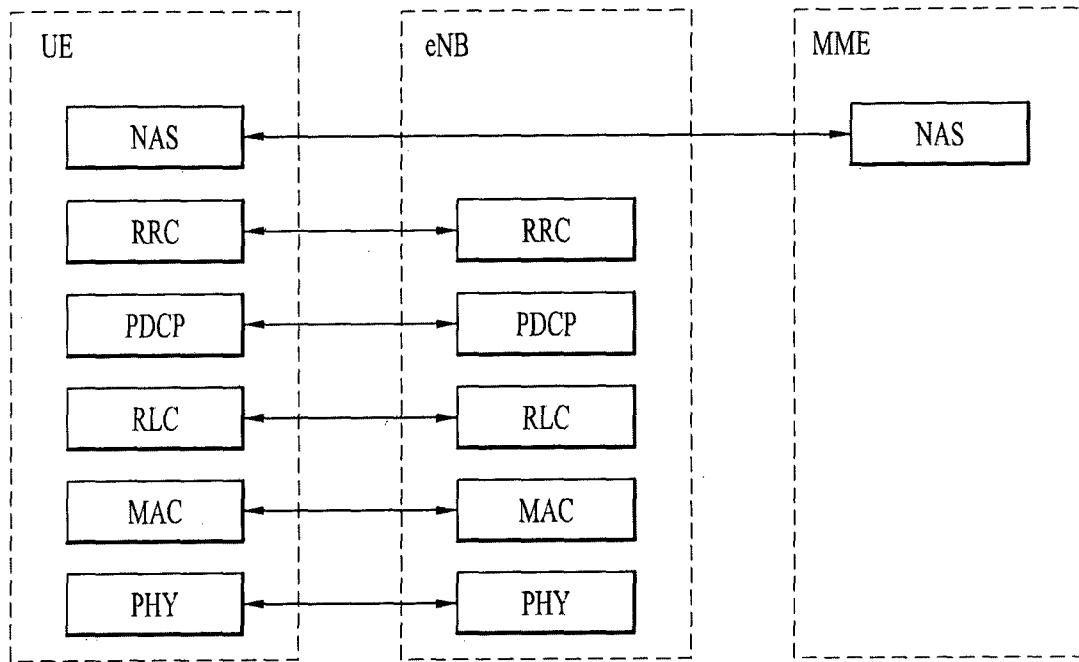 UE
eNB
MME
NAS
NAS
RRC
RRC
PDCP
PDCP
RLC
RLC
MAC
MAC
PHY
PHY